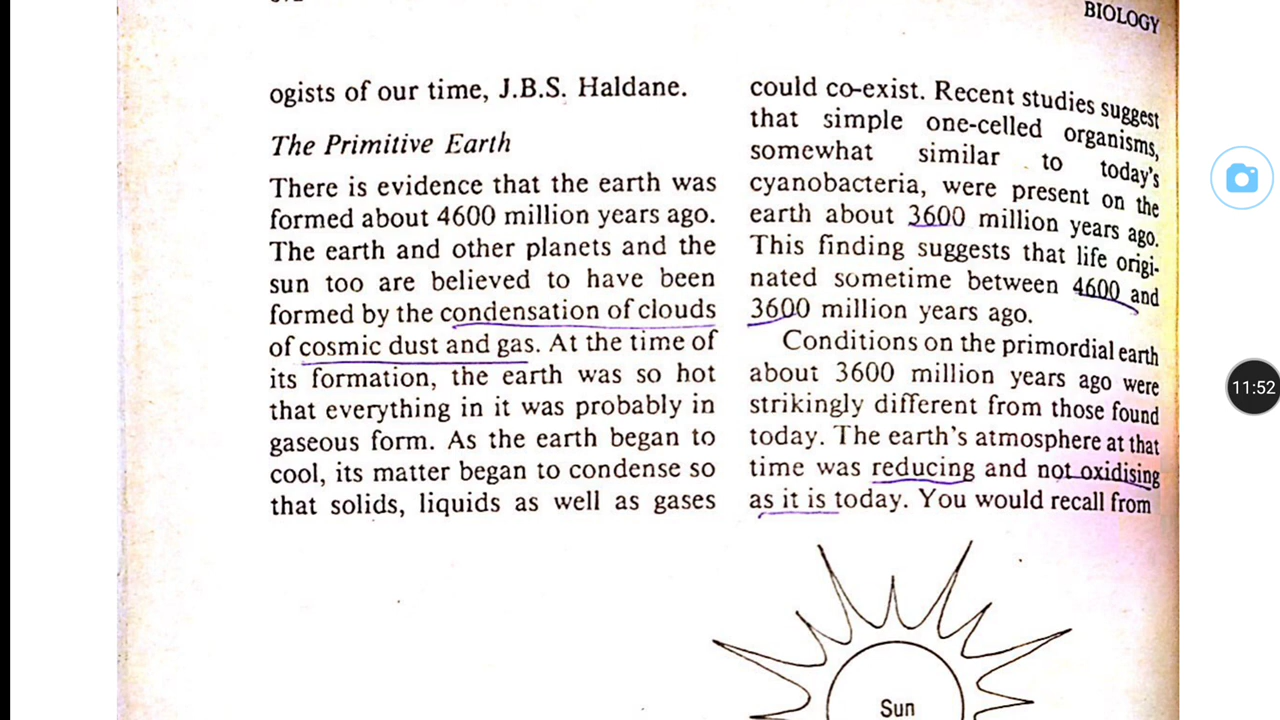 BIOLOGY
ogists of our time, J.B.S. Haldane.
The Primitive Earth
There is evidence that the earth was
formed about 4600 million years ago.
The earth and other planets and the
sun too are believed to have been
formed by the condensation of clouds
of cosmic dust and gas. At the time of
its formation, the earth was so hot
that everything in it was probably in
gaseous form. As the earth began to
cool, its matter began to condense so
that solids, liquids as well as gases
could co-exist. Recent studies suggest
that simple one-celled organisms,
somewhat similar to today's
cyanobacteria, were present on the
earth about 3600 million years ago.
This finding suggests that life origi-
nated sometime between 4600 and
3600 million years ago.
Conditions on the primordial earth
about 3600 million years ago were
strikingly different from those found
today. The earth's atmosphere at that
time was reducing and not oxidising
as it is today. You would recall from
Sun
11:52